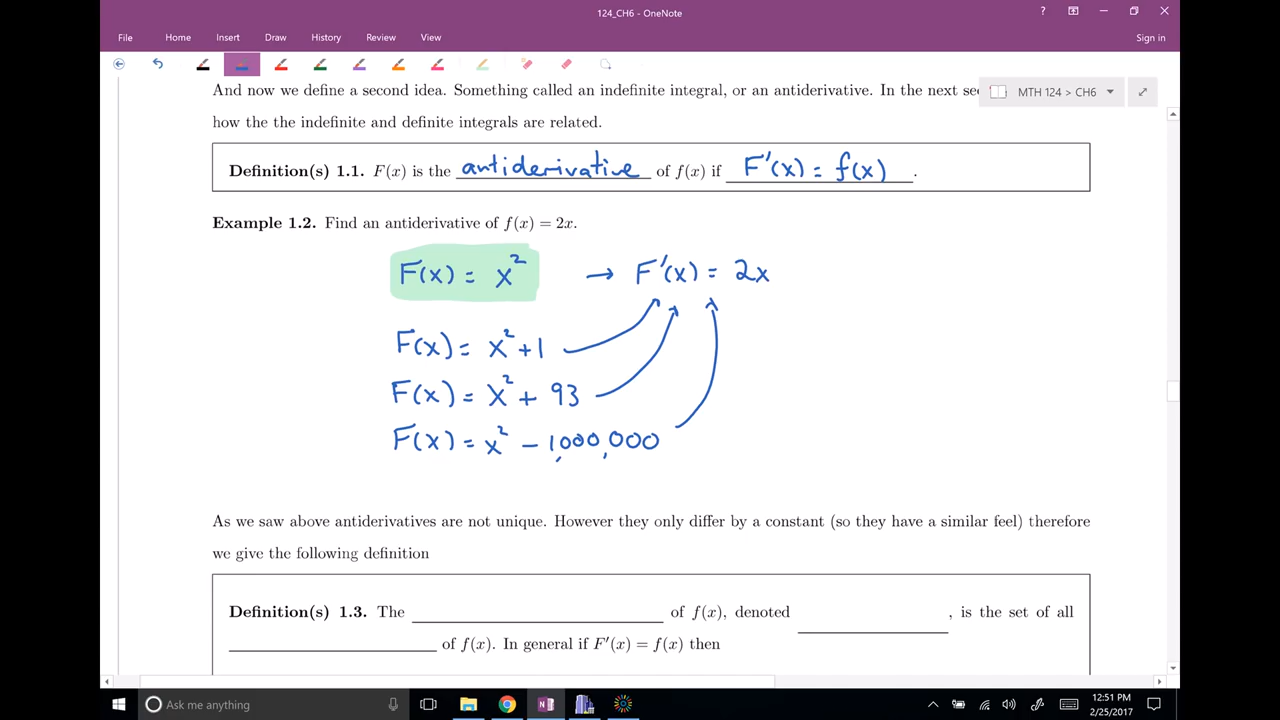 124_CH6 - OneNote
?
File Home Insert Draw History Review View Sign in
And now we define a second idea. Something called an indefinite integral, or an antiderivative. In the next sec
MTH 124 > CH6
how the the indefinite and definite integrals are related.
Definition(s) 1.1. F(x) is the antiderivative of f(x) if F'(x) = f(x).
Example 1.2. Find an antiderivative of f(x) = 2x.
F(x) = x² → F'(x) = 2x
F(x) = x² + 1
F(x) = x² + 93
F(x) = x² - 1,000,000
As we saw above antiderivatives are not unique. However they only differ by a constant (so they have a similar feel) therefore
we give the following definition
Definition(s) 1.3. The ____ of f(x), denoted ____, is the set of all
____ of f(x). In general if F'(x) = f(x) then
Ask me anything
12:51 PM
2/25/2017